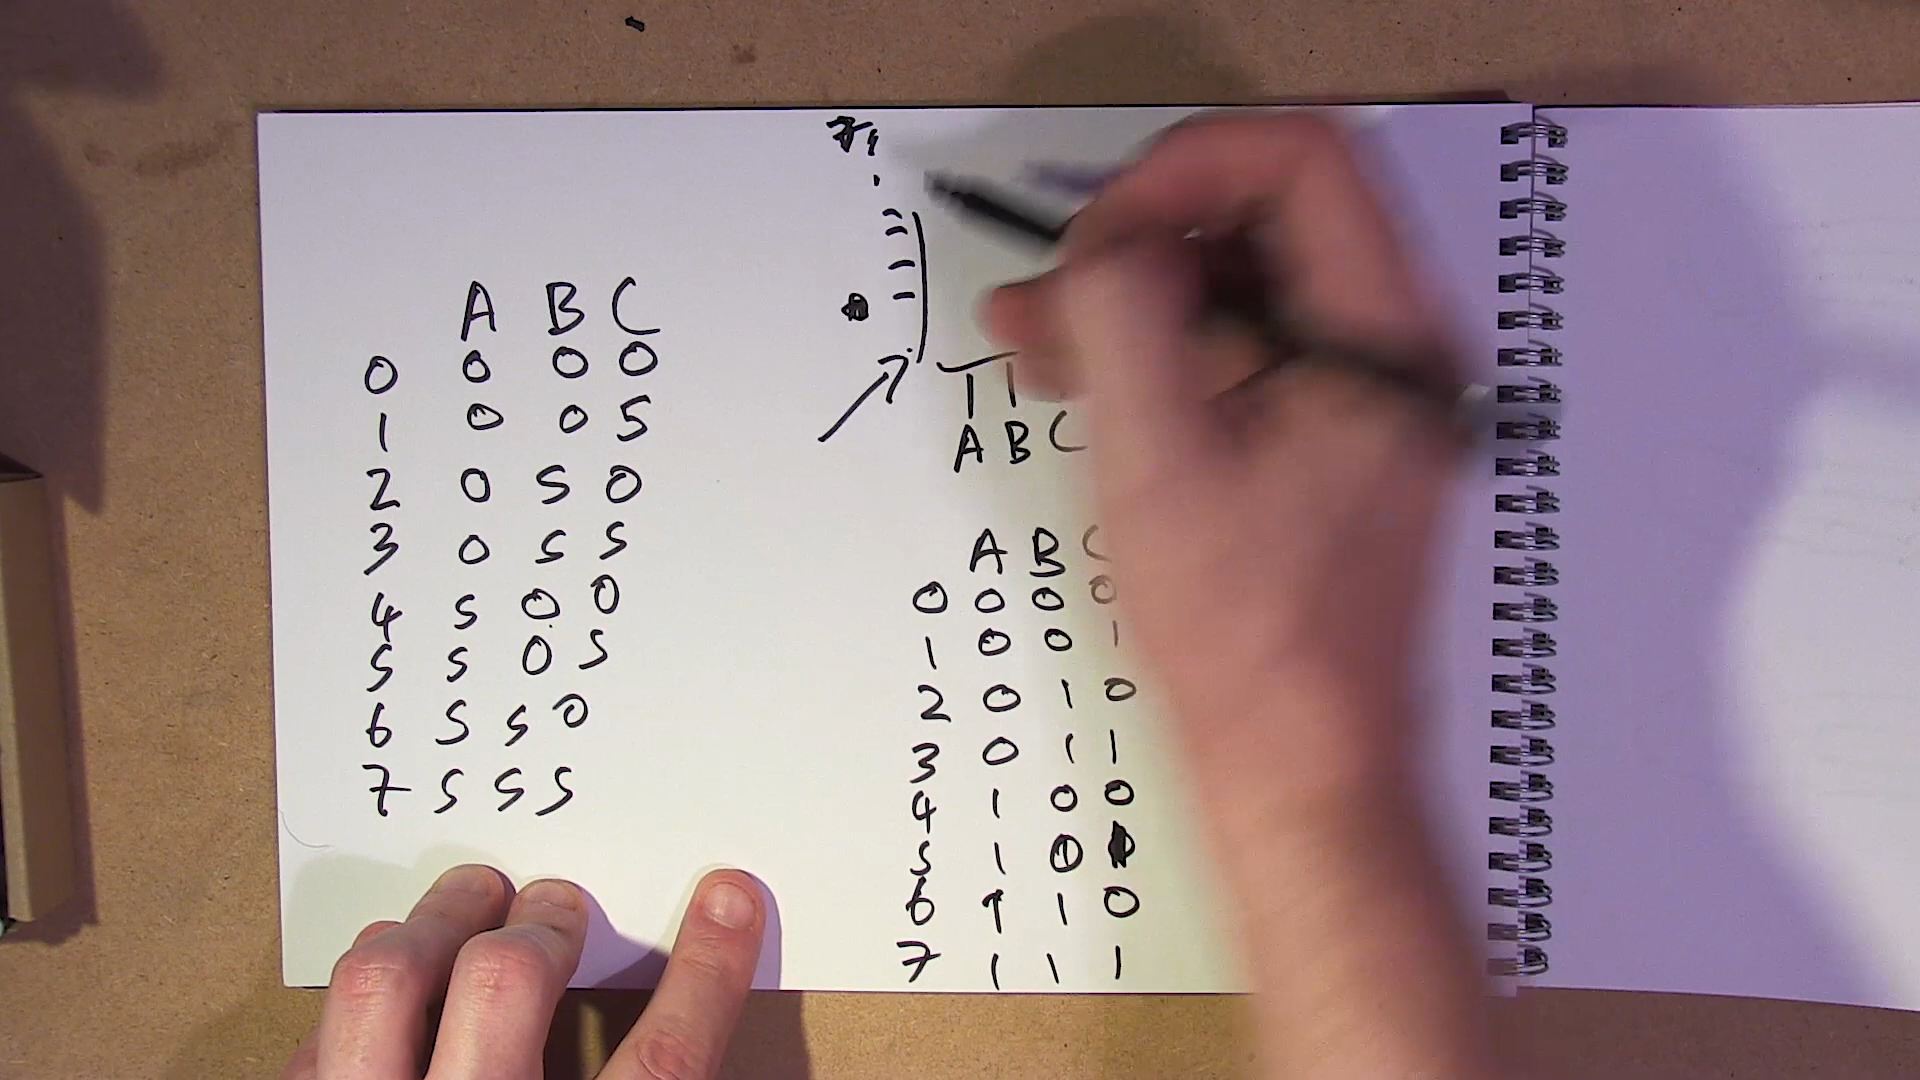 A B C
0 0 0 0
1 0 0 5
2 0 5 0
3 0 5 5
4 5 0 0
5 5 0 5
6 5 5 0
7 5 5 5
7
A B C
A B C
0 0 0 0
1 0 0 1
2 0 1 0
3 0 1 1
4 1 0 0
5 1 0
6 1 1 0
7 1 1 1